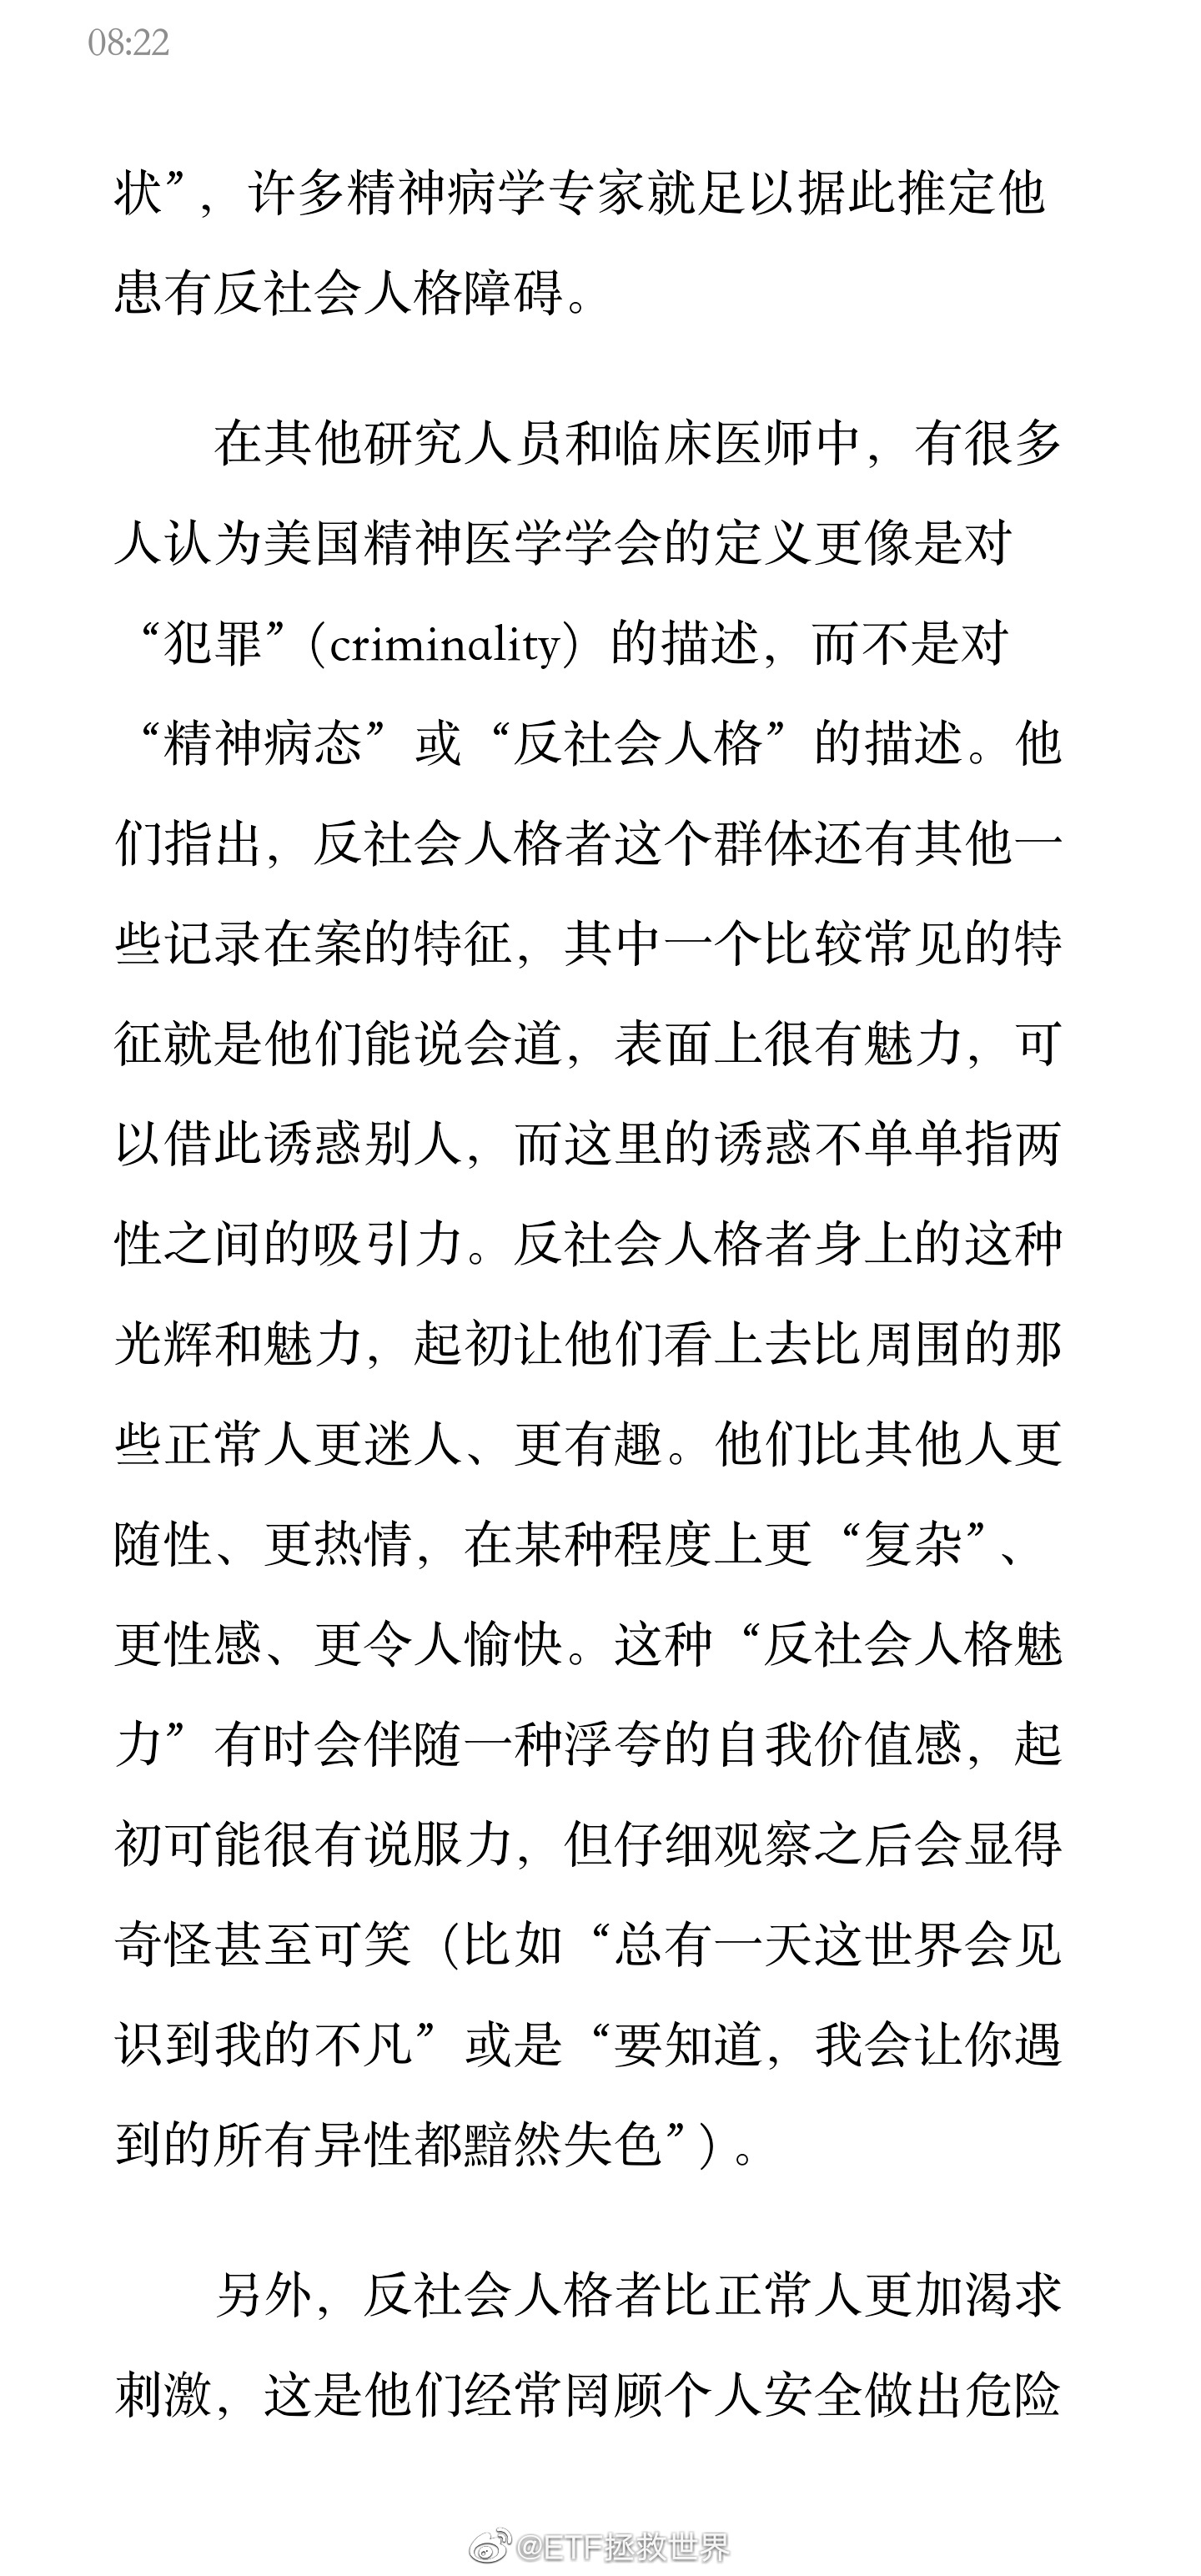 08:22
状”，许多精神病学专家就足以据此推定他
患有反社会人格障碍。
在其他研究人员和临床医师中，有很多
人认为美国精神医学学会的定义更像是对
“犯罪”（criminality）的描述，而不是对
“精神病态”或“反社会人格”的描述。他
们指出，反社会人格者这个群体还有其他一
些记录在案的特征，其中一个比较常见的特
征就是他们能说会道，表面上很有魅力，可
以借此诱惑别人，而这里的诱惑不单单指两
性之间的吸引力。反社会人格者身上的这种
光辉和魅力，起初让他们看上去比周围的那
些正常人更迷人、更有趣。他们比其他人更
随性、更热情，在某种程度上更“复杂”、
更性感、更令人愉快。这种“反社会人格魅
力”有时会伴随一种浮夸的自我价值感，起
初可能很有说服力，但仔细观察之后会显得
奇怪甚至可笑（比如“总有一天这世界会见
识到我的不凡”或是“要知道，我会让你遇
到的所有异性都黯然失色”）。
另外，反社会人格者比正常人更加渴求
刺激，这是他们经常罔顾个人安全做出危险
@ETF拯救世界